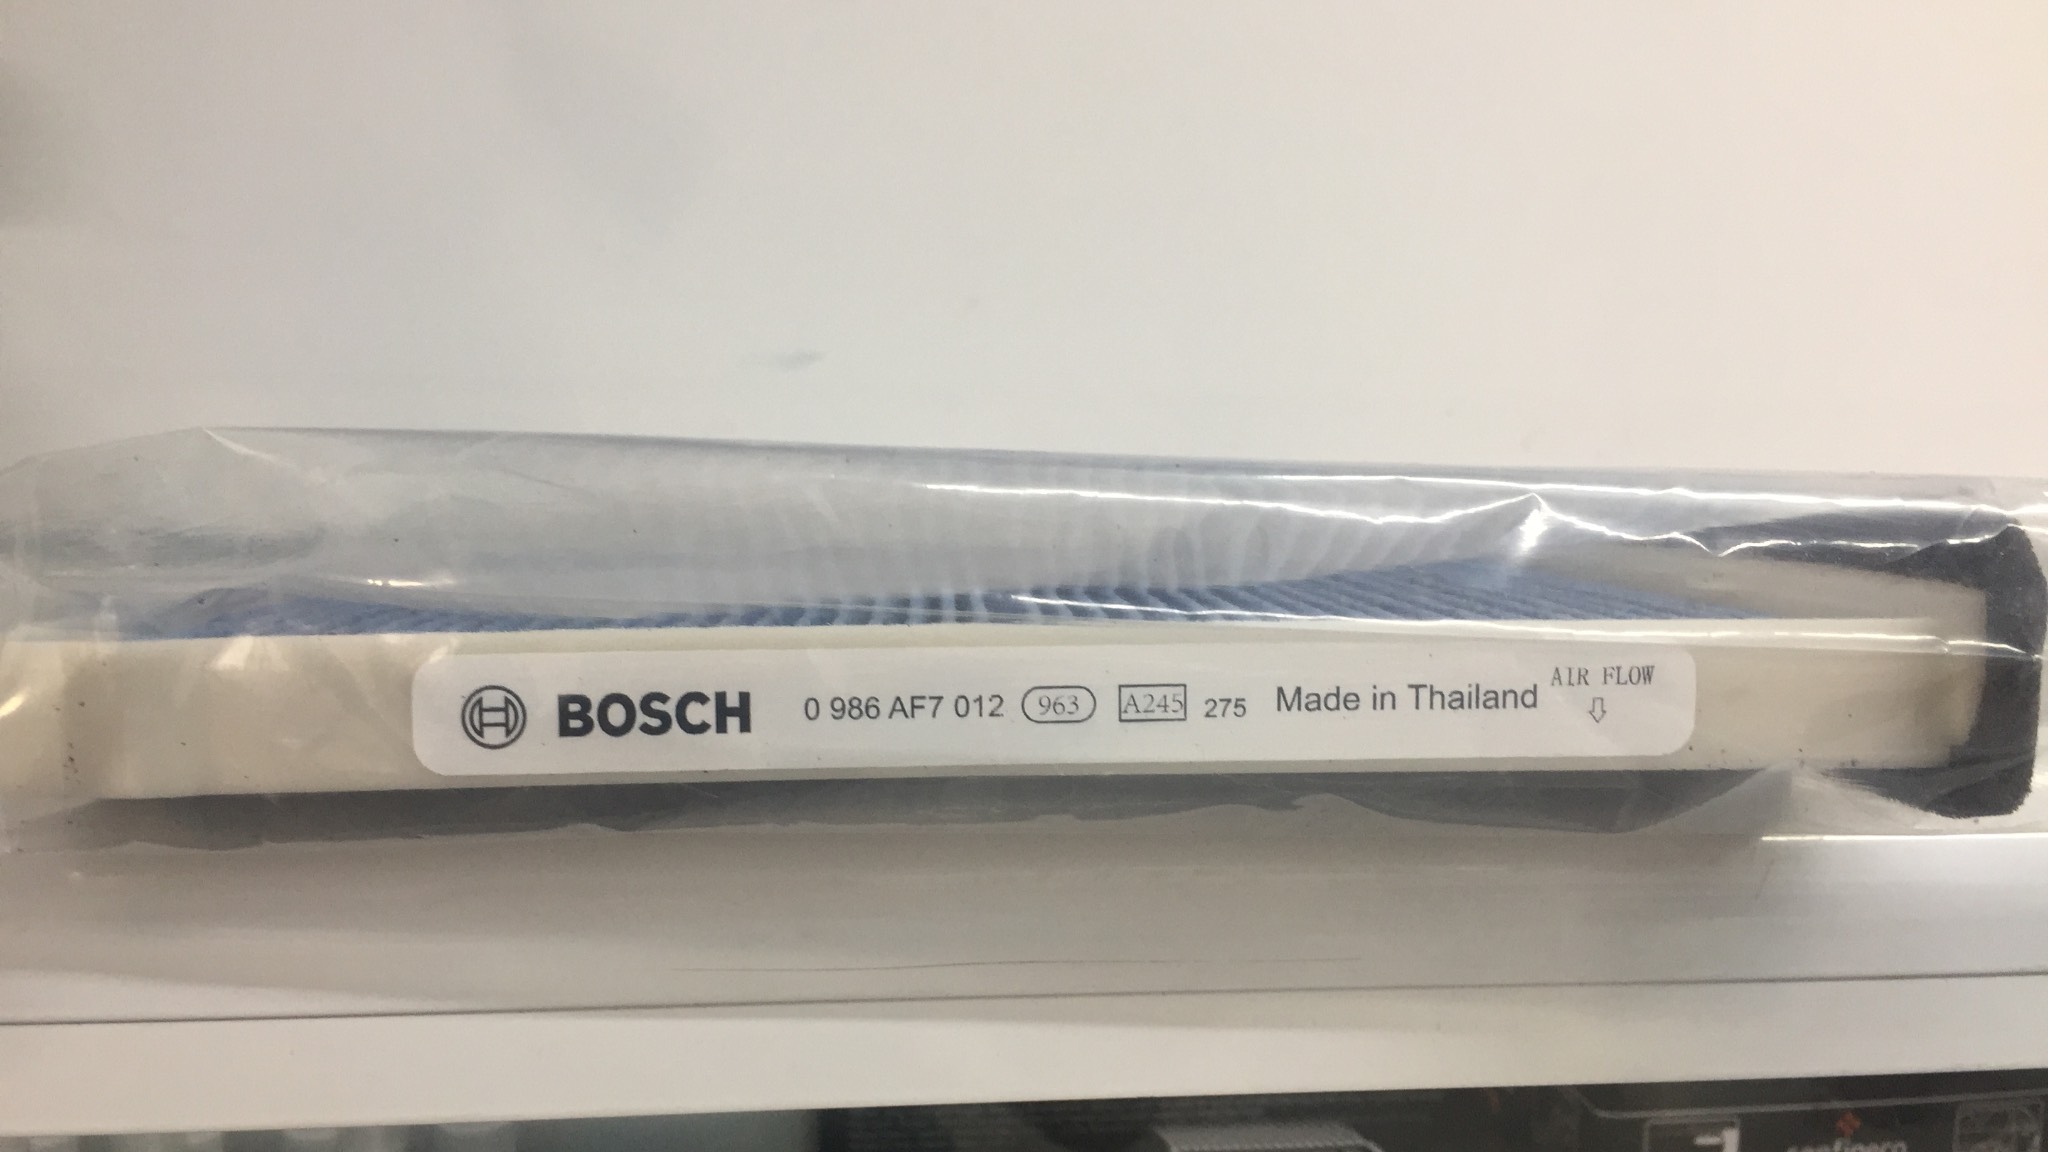 BOSCH 0 986 AF7 012 963 A245 275 Made in Thailand AIR FLOW